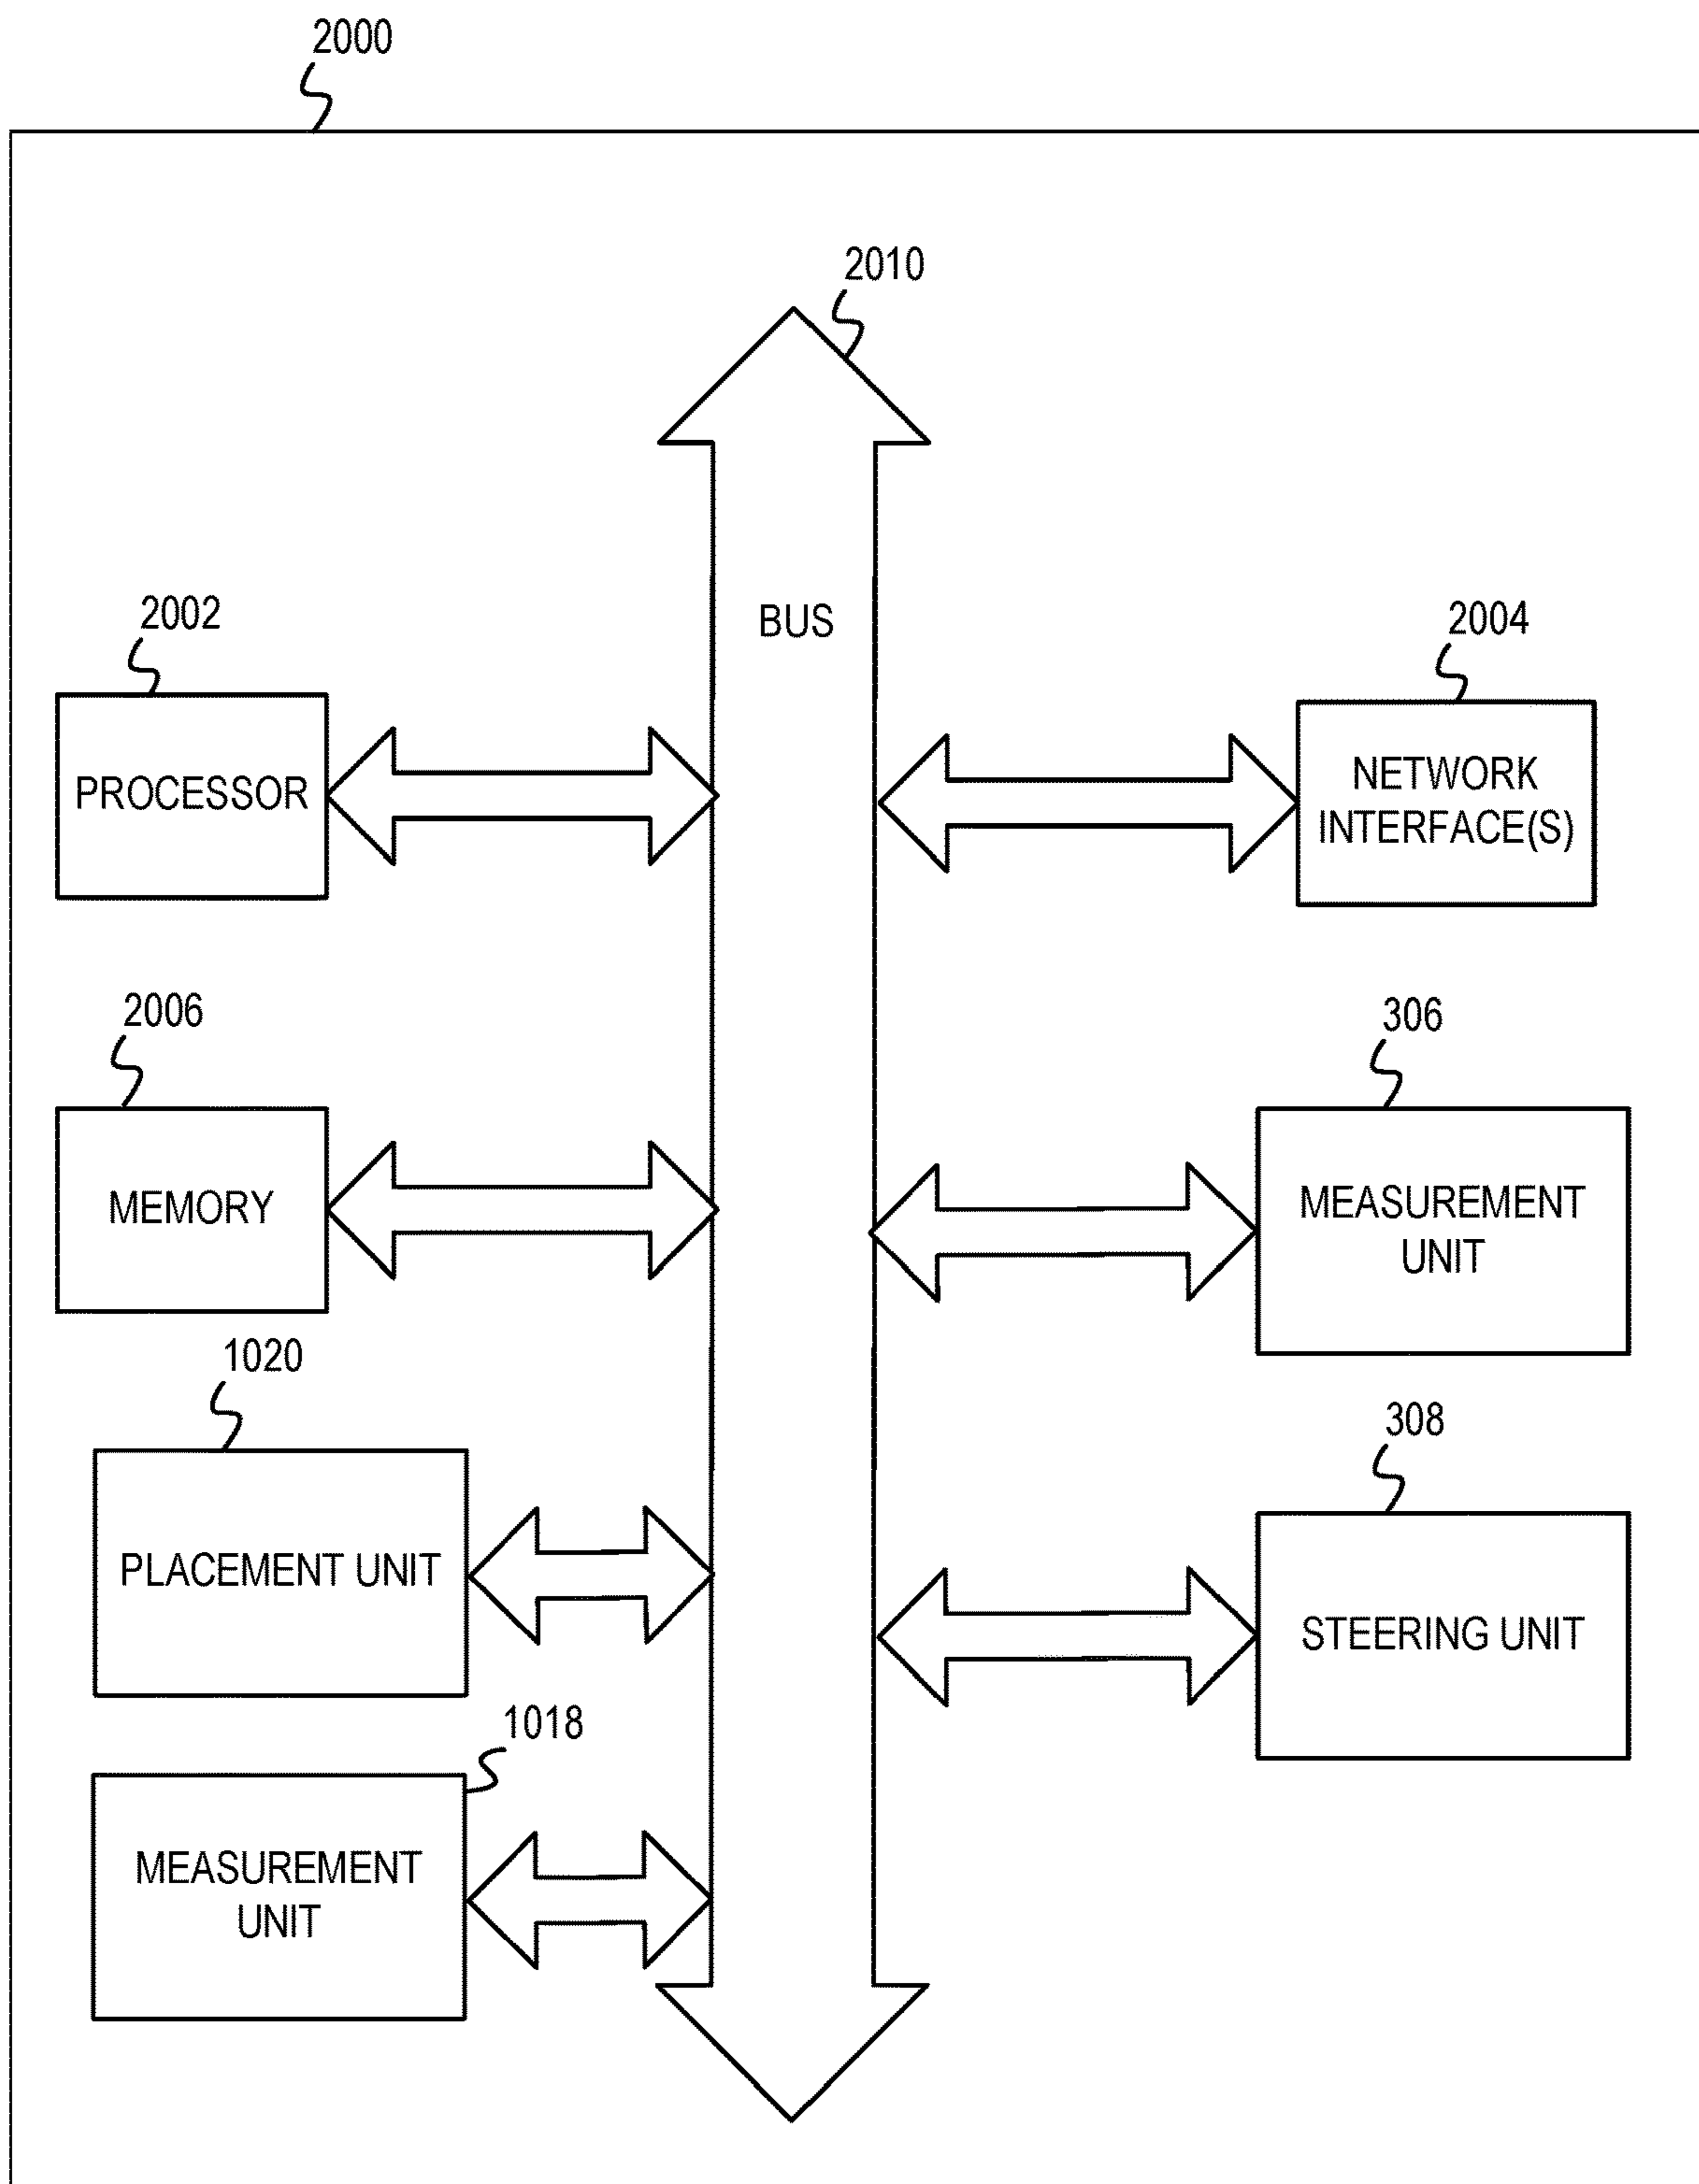 2000
2010
BUS
2002
PROCESSOR
2004
NETWORK
INTERFACE(S)
2006
MEMORY
306
MEASUREMENT
UNIT
1020
PLACEMENT UNIT
308
STEERING UNIT
1018
MEASUREMENT
UNIT